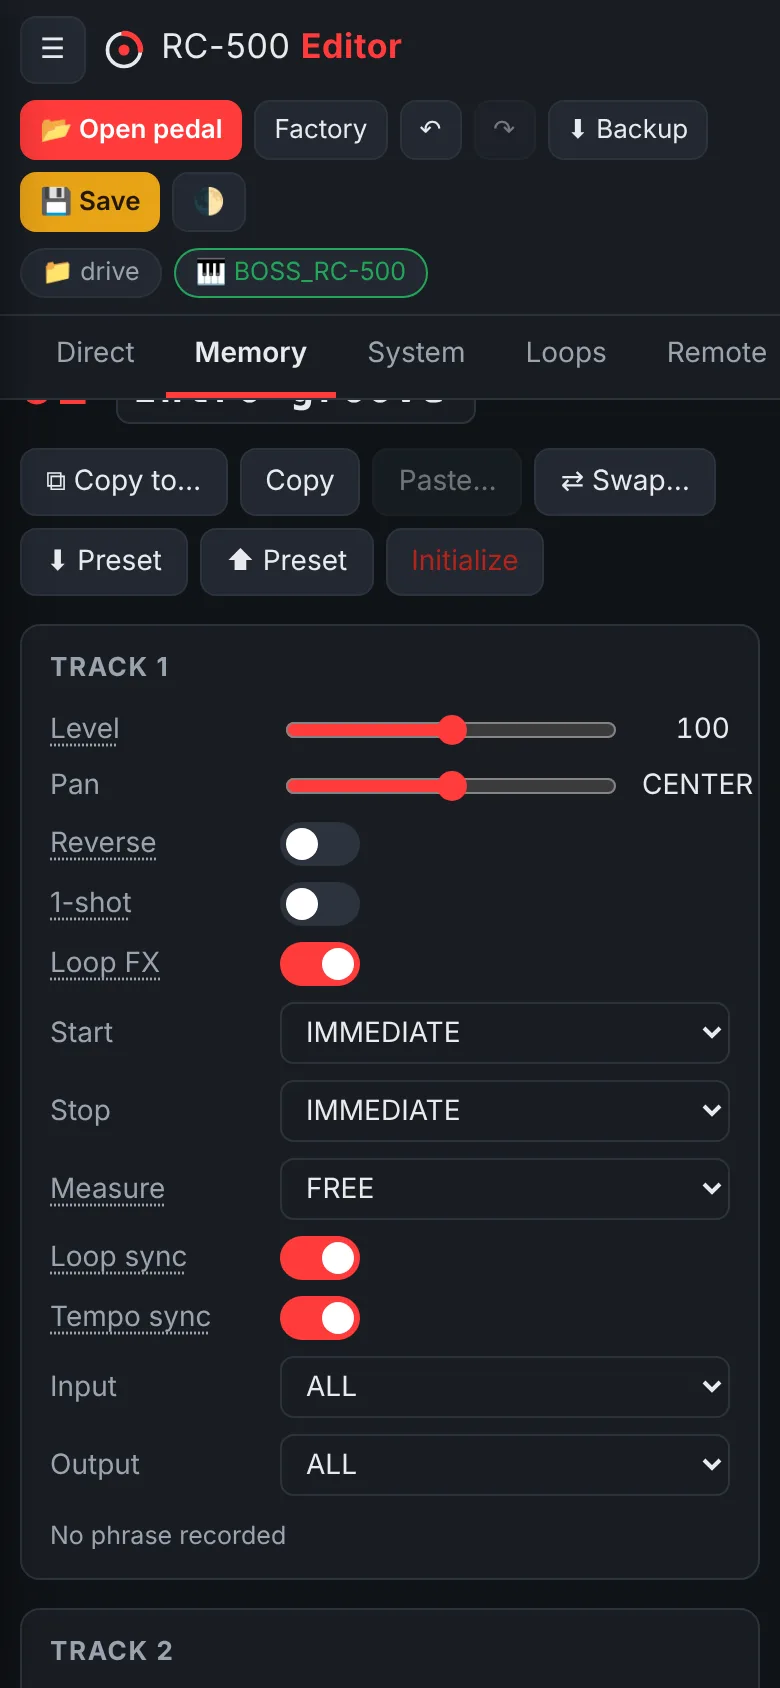 ☰ RC-500 Editor
📂 Open pedal Factory ↶ ↷ ⬇ Backup
💾 Save 🌓
📁 drive 🎹 BOSS_RC-500
Direct Memory System Loops Remote
⧉ Copy to... Copy Paste... ⇄ Swap...
⬇ Preset ⬆ Preset Initialize
TRACK 1
Level 100
Pan CENTER
Reverse
1-shot
Loop FX
Start IMMEDIATE
Stop IMMEDIATE
Measure FREE
Loop sync
Tempo sync
Input ALL
Output ALL
No phrase recorded
TRACK 2